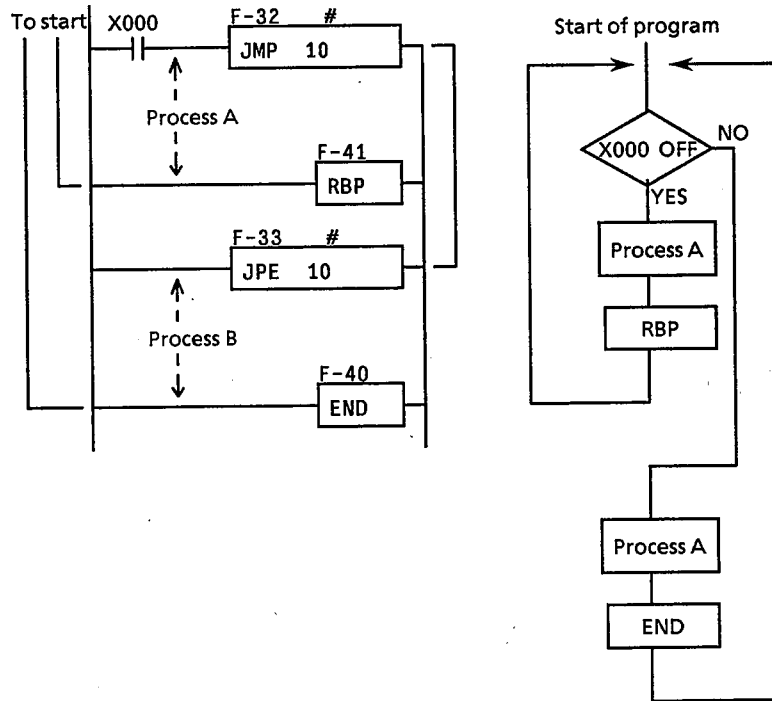 To start
X000
F-32 #
JMP 10
Process A
F-41
RBP
F-33 #
JPE 10
Process B
F-40
END
Start of program
X000 OFF
NO
YES
Process A
RBP
Process A
END